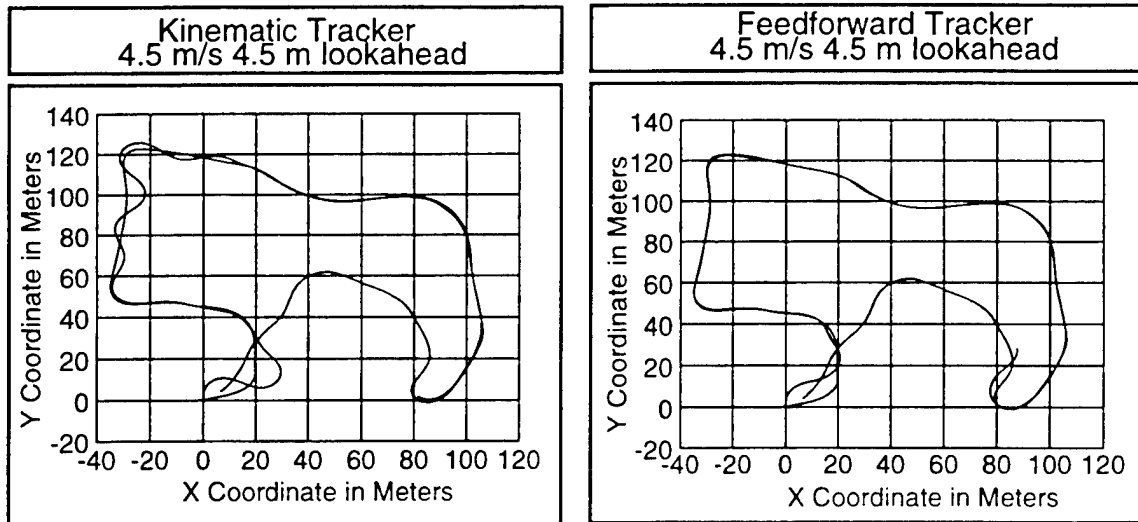 Kinematic Tracker
4.5 m/s 4.5 m lookahead
Y Coordinate in Meters
140
120
100
80
60
40
20
0
-20
-40 -20 0 20 40 60 80 100 120
X Coordinate in Meters
Feedforward Tracker
4.5 m/s 4.5 m lookahead
Y Coordinate in Meters
140
120
100
80
60
40
20
0
-20
-40 -20 0 20 40 60 80 100 120
X Coordinate in Meters